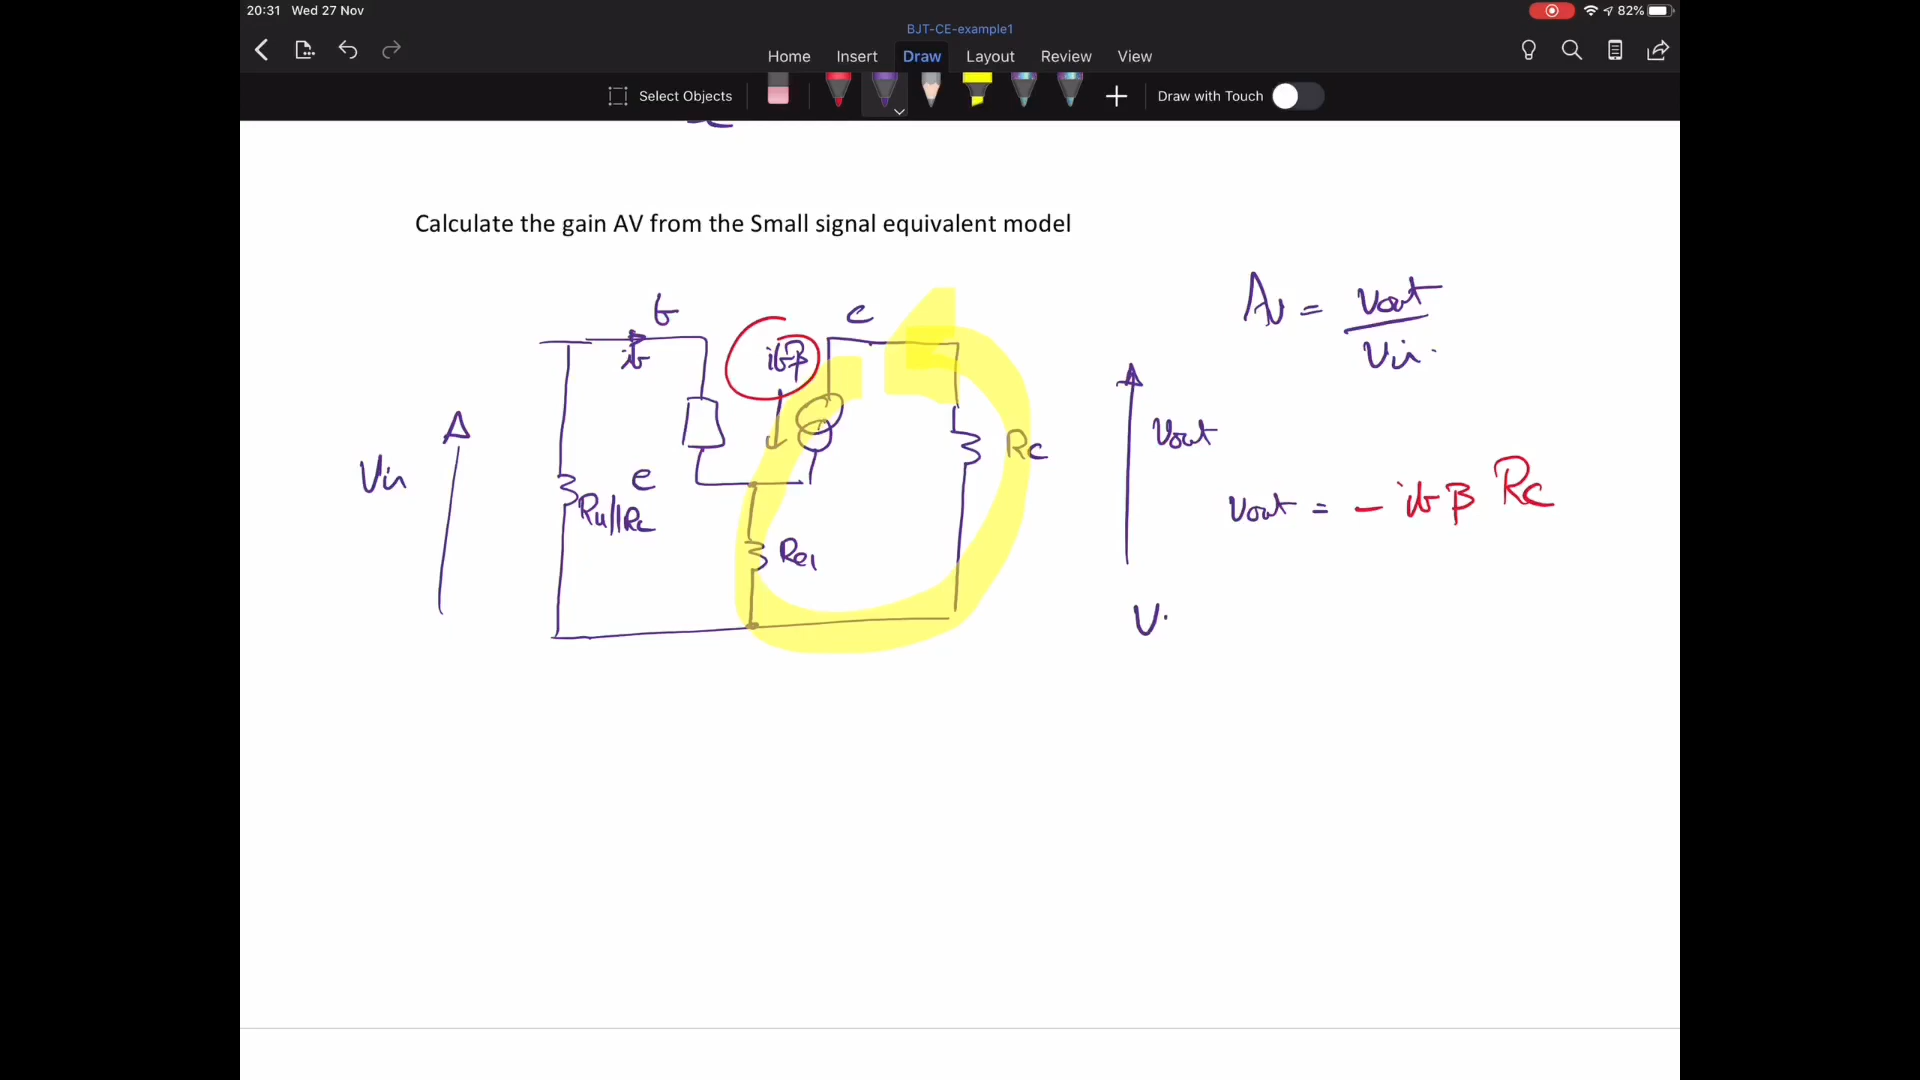 20:31 Wed 27 Nov
82%
BJT-CE-example1
Home Insert Draw Layout Review View
Select Objects
Draw with Touch
Calculate the gain AV from the Small signal equivalent model
b
c
ib
ibβ
Av = Vout / Vin
Vin
Vout
Rc
e
Ru||RL
Re1
Vout = - ib β Rc
V.